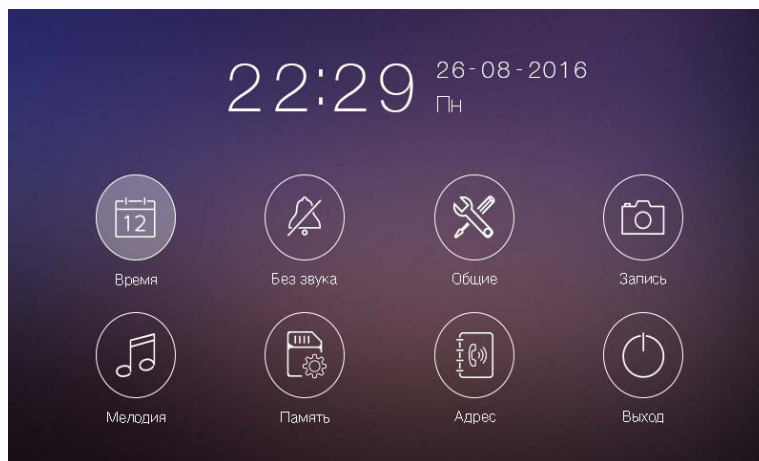 22:29 26-08-2016
Пн
12
Время Без звука Общие Запись
Мелодия Память Адрес Выход